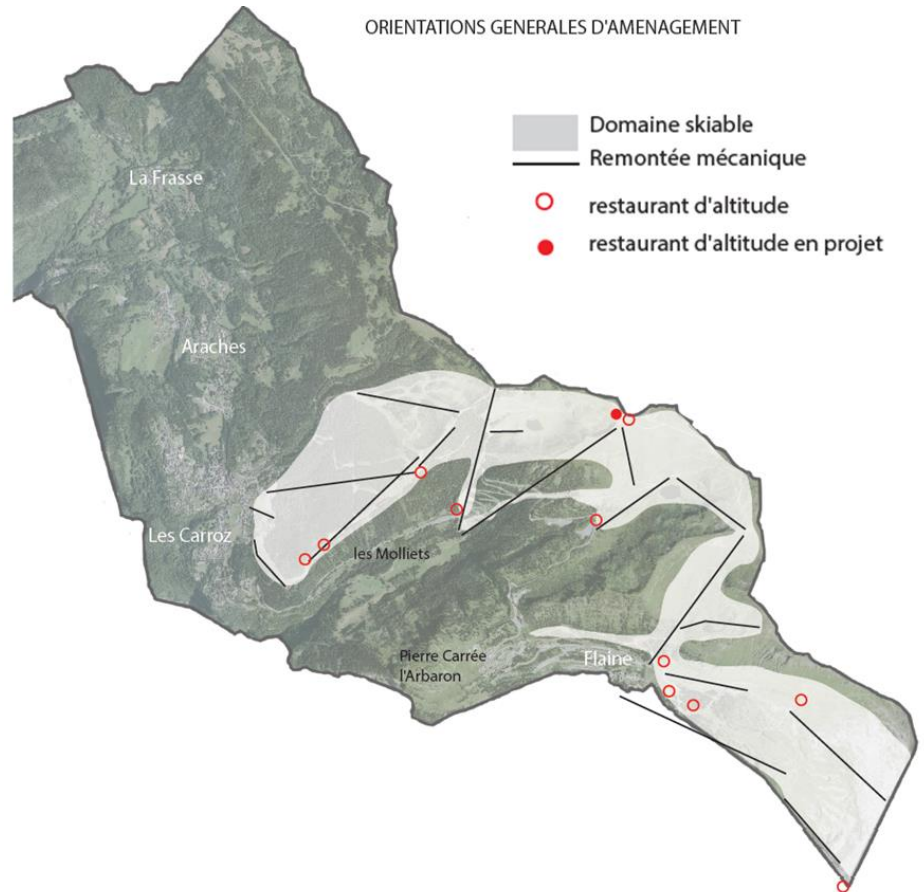 ORIENTATIONS GENERALES D'AMENAGEMENT
Domaine skiable
Remontée mécanique
restaurant d'altitude
restaurant d'altitude en projet
La Frasse
Araches
Les Carroz
les Molliets
Pierre Carrée
l'Arbaron
Flaine